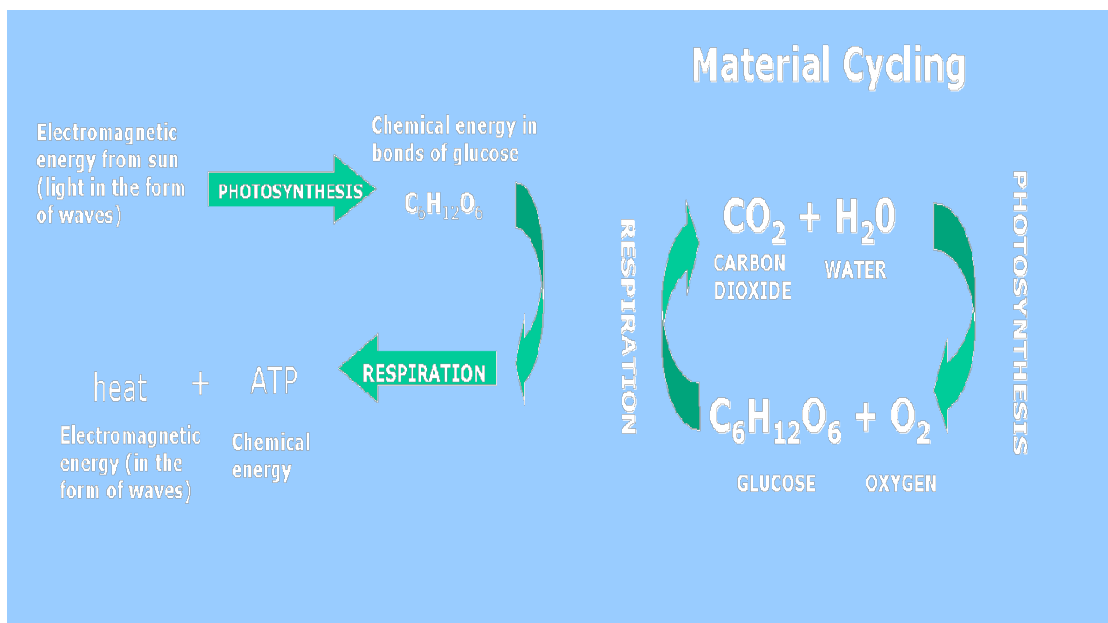 Material Cycling
Electromagnetic
energy from sun
(light in the form
of waves)
PHOTOSYNTHESIS
Chemical energy in
bonds of glucose
C₆H₁₂O₆
RESPIRATION
heat + ATP
Electromagnetic
energy (in the
form of waves)
Chemical
energy
RESPIRATION
CO₂ + H₂0
CARBON
DIOXIDE
WATER
PHOTOSYNTHESIS
C₆H₁₂O₆ + O₂
GLUCOSE OXYGEN